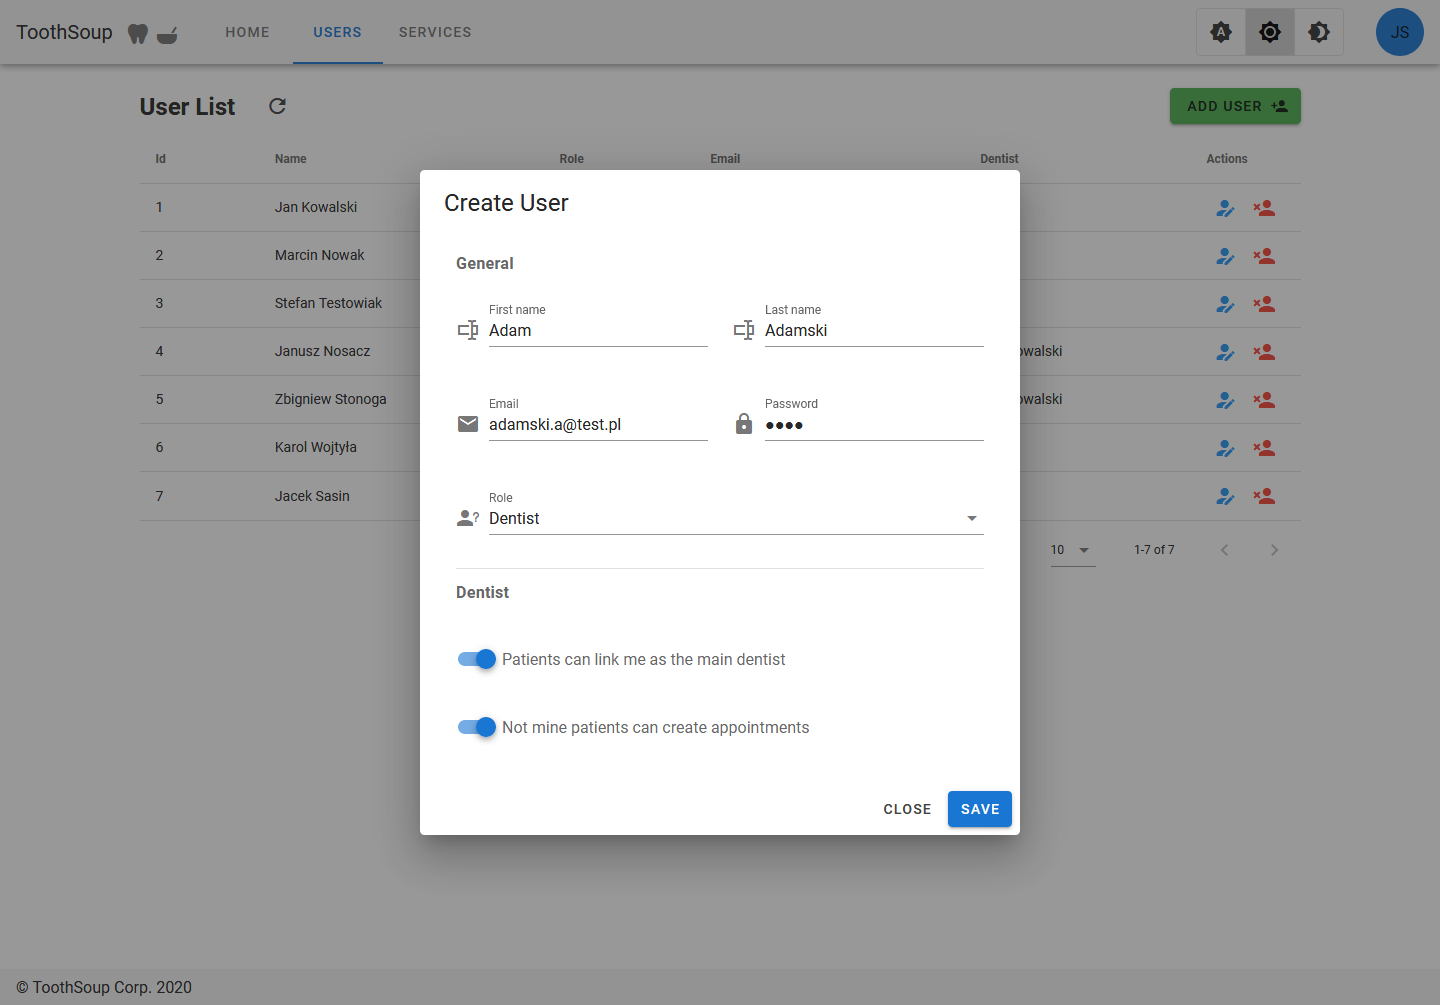 ToothSoup HOME USERS SERVICES A JS
User List ADD USER
Id Name Role Email Dentist Actions
1 Jan Kowalski
2 Marcin Nowak
3 Stefan Testowiak
4 Janusz Nosacz owalski
5 Zbigniew Stonoga owalski
6 Karol Wojtyła
7 Jacek Sasin
10 1-7 of 7
Create User
General
First name Last name
Adam Adamski
Email Password
adamski.a@test.pl ●●●●
Role
Dentist
Dentist
Patients can link me as the main dentist
Not mine patients can create appointments
CLOSE SAVE
© ToothSoup Corp. 2020